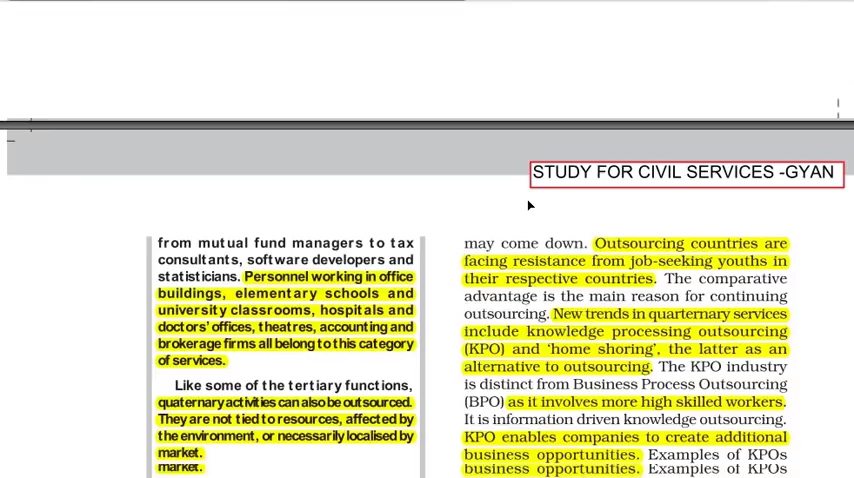 STUDY FOR CIVIL SERVICES -GYAN
from mutual fund managers to tax
consultants, software developers and
statisticians. Personnel working in office
buildings, elementary schools and
university classrooms, hospitals and
doctors' offices, theatres, accounting and
brokerage firms all belong to this category
of services.
Like some of the tertiary functions,
quaternary activities can also be outsourced.
They are not tied to resources, affected by
the environment, or necessarily localised by
market.
market.
may come down. Outsourcing countries are
facing resistance from job-seeking youths in
their respective countries. The comparative
advantage is the main reason for continuing
outsourcing. New trends in quarternary services
include knowledge processing outsourcing
(KPO) and ‘home shoring’, the latter as an
alternative to outsourcing. The KPO industry
is distinct from Business Process Outsourcing
(BPO) as it involves more high skilled workers.
It is information driven knowledge outsourcing.
KPO enables companies to create additional
business opportunities. Examples of KPOs
business opportunities. Examples of KPOs